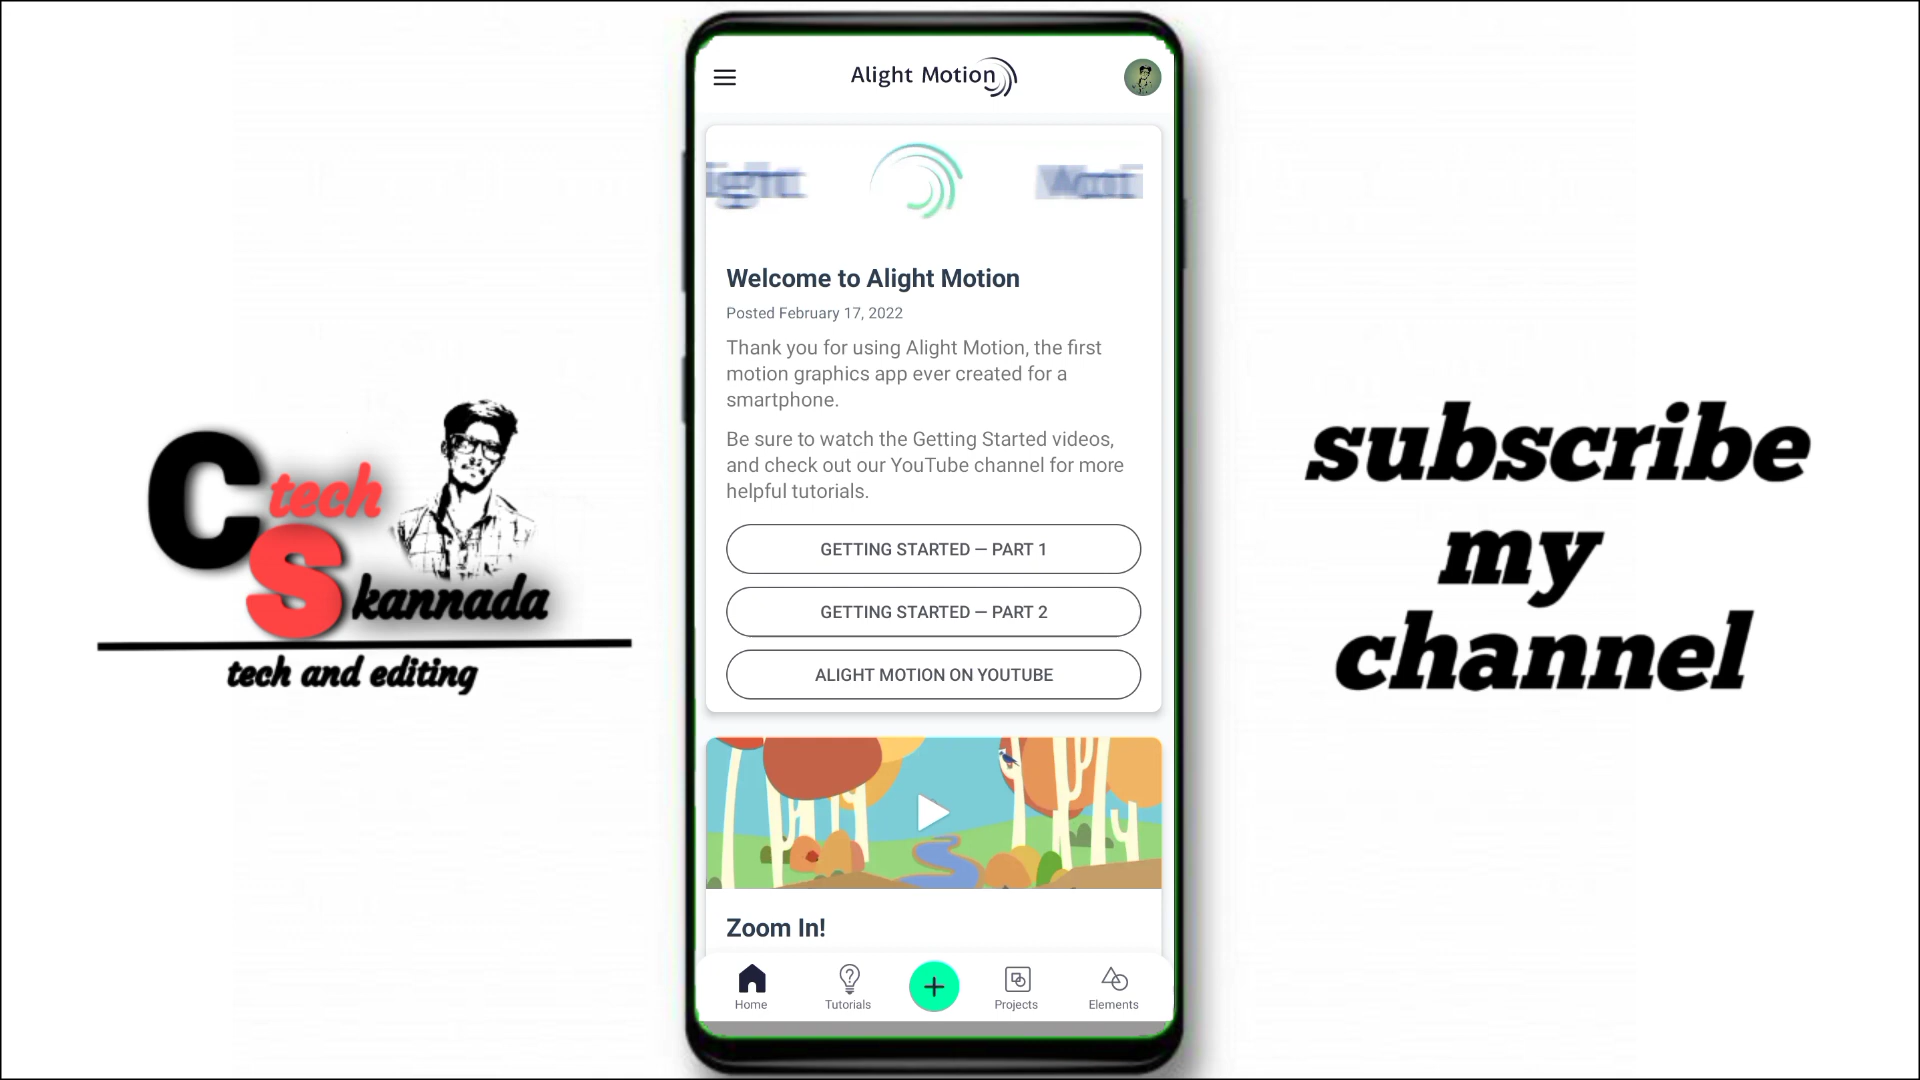 Alight Motion
Welcome to Alight Motion
Posted February 17, 2022
Thank you for using Alight Motion, the first
motion graphics app ever created for a
smartphone.
Be sure to watch the Getting Started videos,
and check out our YouTube channel for more
helpful tutorials.
GETTING STARTED — PART 1
GETTING STARTED — PART 2
ALIGHT MOTION ON YOUTUBE
Zoom In!
Home
Tutorials
Projects
Elements
C tech
S kannada
tech and editing
subscribe
my
channel